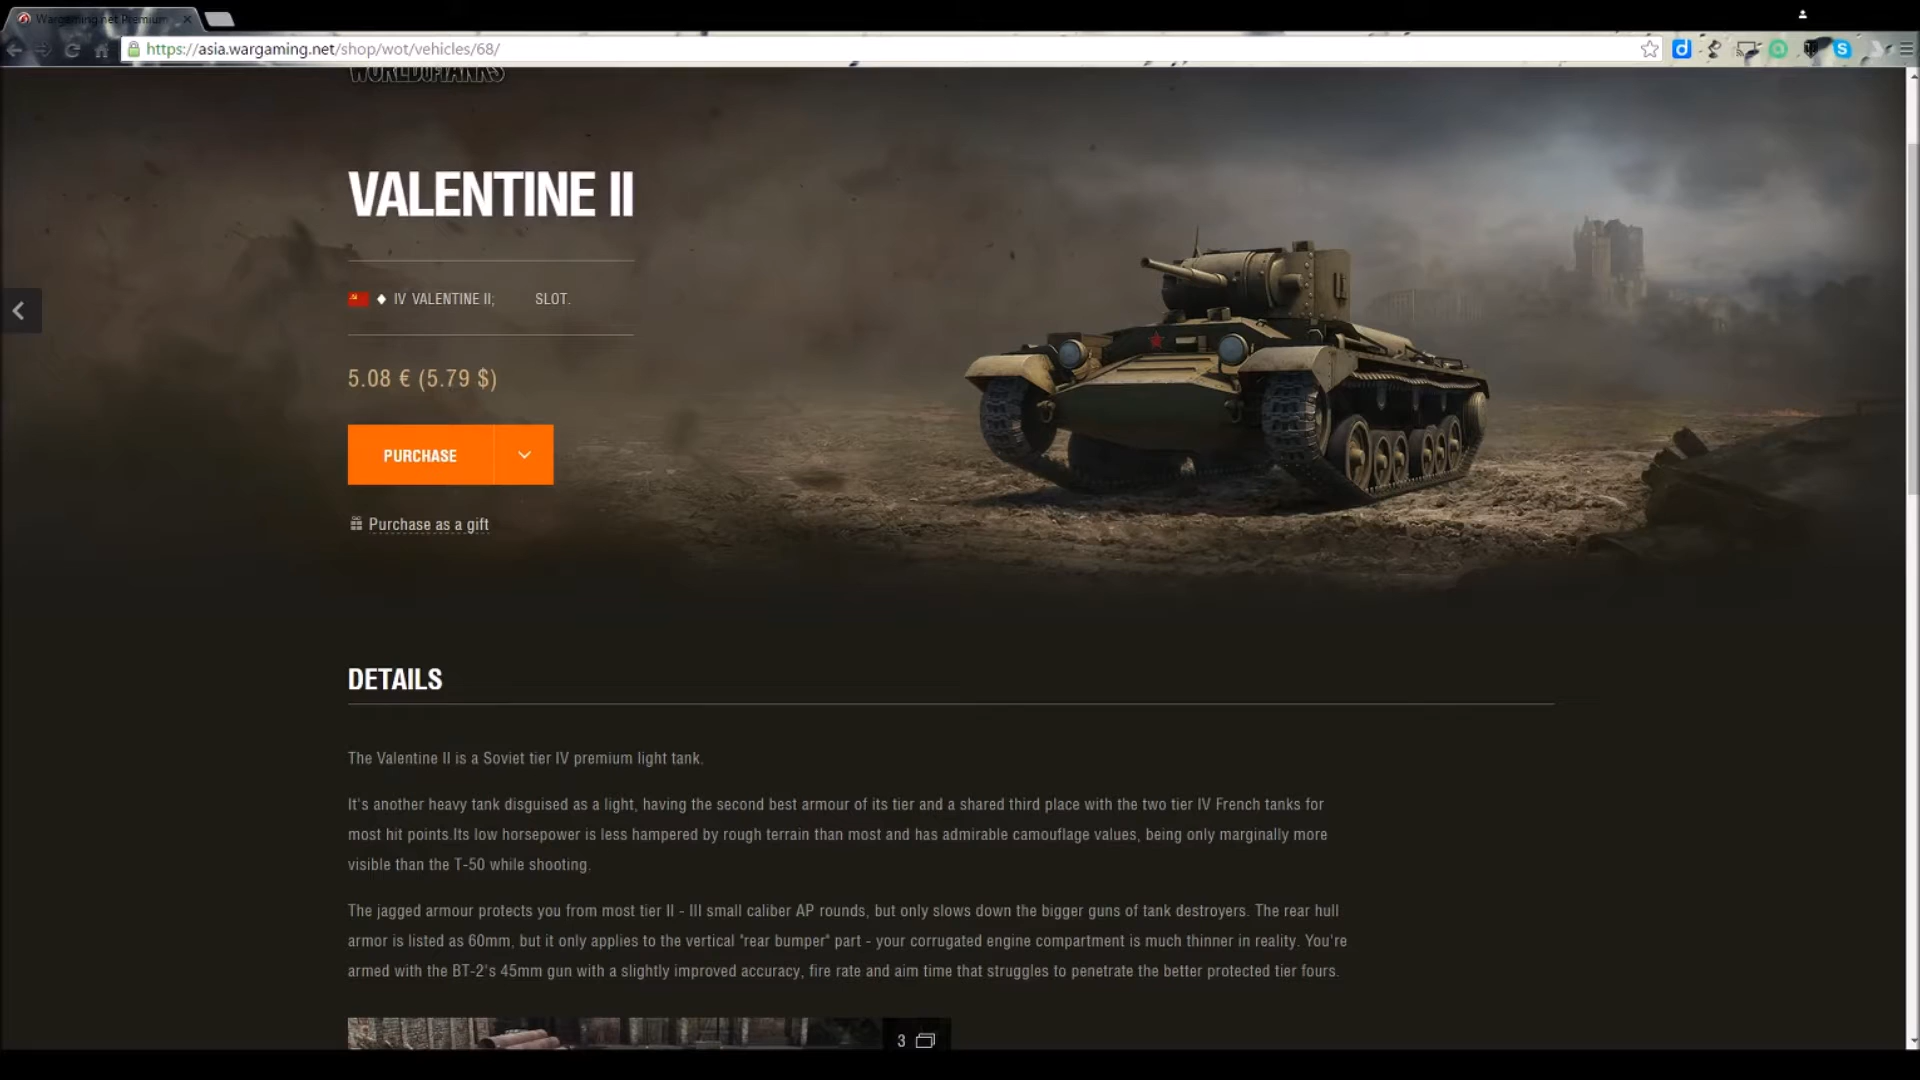 Wargaming.net Premium
https://asia.wargaming.net/shop/wot/vehicles/68/
WORLD OF TANKS
VALENTINE II
IV VALENTINE II; SLOT.
5.08 € (5.79 $)
PURCHASE
Purchase as a gift
DETAILS
The Valentine II is a Soviet tier IV premium light tank.
It's another heavy tank disguised as a light, having the second best armour of its tier and a shared third place with the two tier IV French tanks for
most hit points.Its low horsepower is less hampered by rough terrain than most and has admirable camouflage values, being only marginally more
visible than the T-50 while shooting.
The jagged armour protects you from most tier II - III small caliber AP rounds, but only slows down the bigger guns of tank destroyers. The rear hull
armor is listed as 60mm, but it only applies to the vertical "rear bumper" part - your corrugated engine compartment is much thinner in reality. You're
armed with the BT-2's 45mm gun with a slightly improved accuracy, fire rate and aim time that struggles to penetrate the better protected tier fours.
3